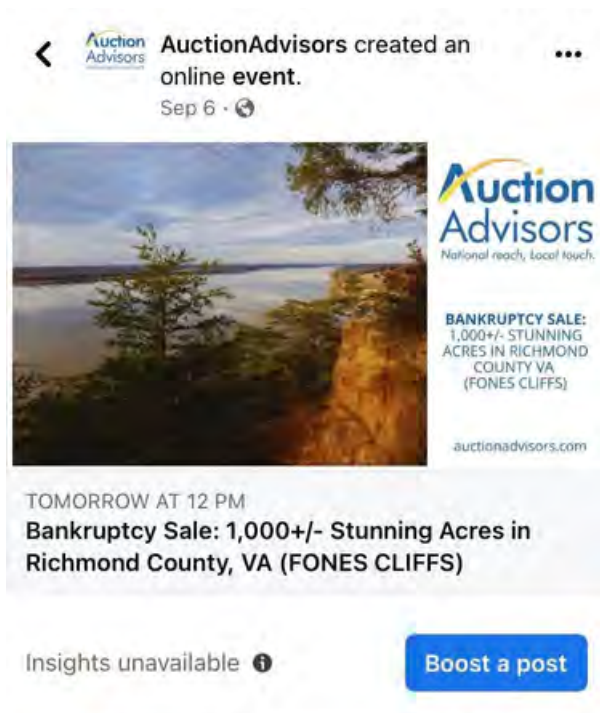 Auction
Advisors
AuctionAdvisors created an
online event.
Sep 6 ·
Auction
Advisors
National reach, Local touch.
BANKRUPTCY SALE:
1,000+/- STUNNING
ACRES IN RICHMOND
COUNTY VA
(FONES CLIFFS)
auctionadvisors.com
TOMORROW AT 12 PM
Bankruptcy Sale: 1,000+/- Stunning Acres in
Richmond County, VA (FONES CLIFFS)
Insights unavailable
Boost a post